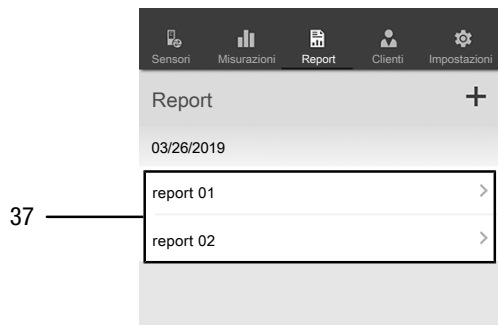 Sensori Misurazioni Report Clienti Impostazioni
Report +
03/26/2019
37
report 01 >
report 02 >